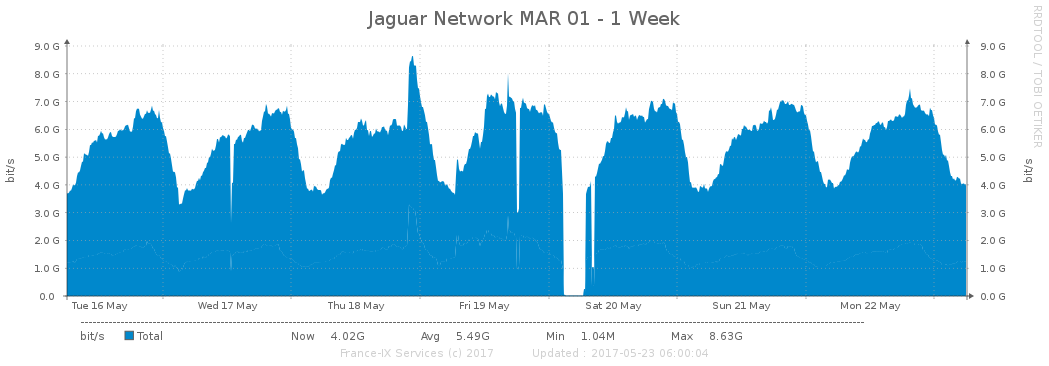 Jaguar Network MAR 01 - 1 Week
RRDTOOL / TOBI OETIKER
bit/s
9.0 G 9.0 G
8.0 G 8.0 G
7.0 G 7.0 G
6.0 G 6.0 G
5.0 G 5.0 G
4.0 G 4.0 G
3.0 G 3.0 G
2.0 G 2.0 G
1.0 G 1.0 G
0.0 0.0 G
bit/s
Tue 16 May Wed 17 May Thu 18 May Fri 19 May Sat 20 May Sun 21 May Mon 22 May
bit/s Total Now 4.02G Avg 5.49G Min 1.04M Max 8.63G
France-IX Services (c) 2017 Updated : 2017-05-23 06:00:04